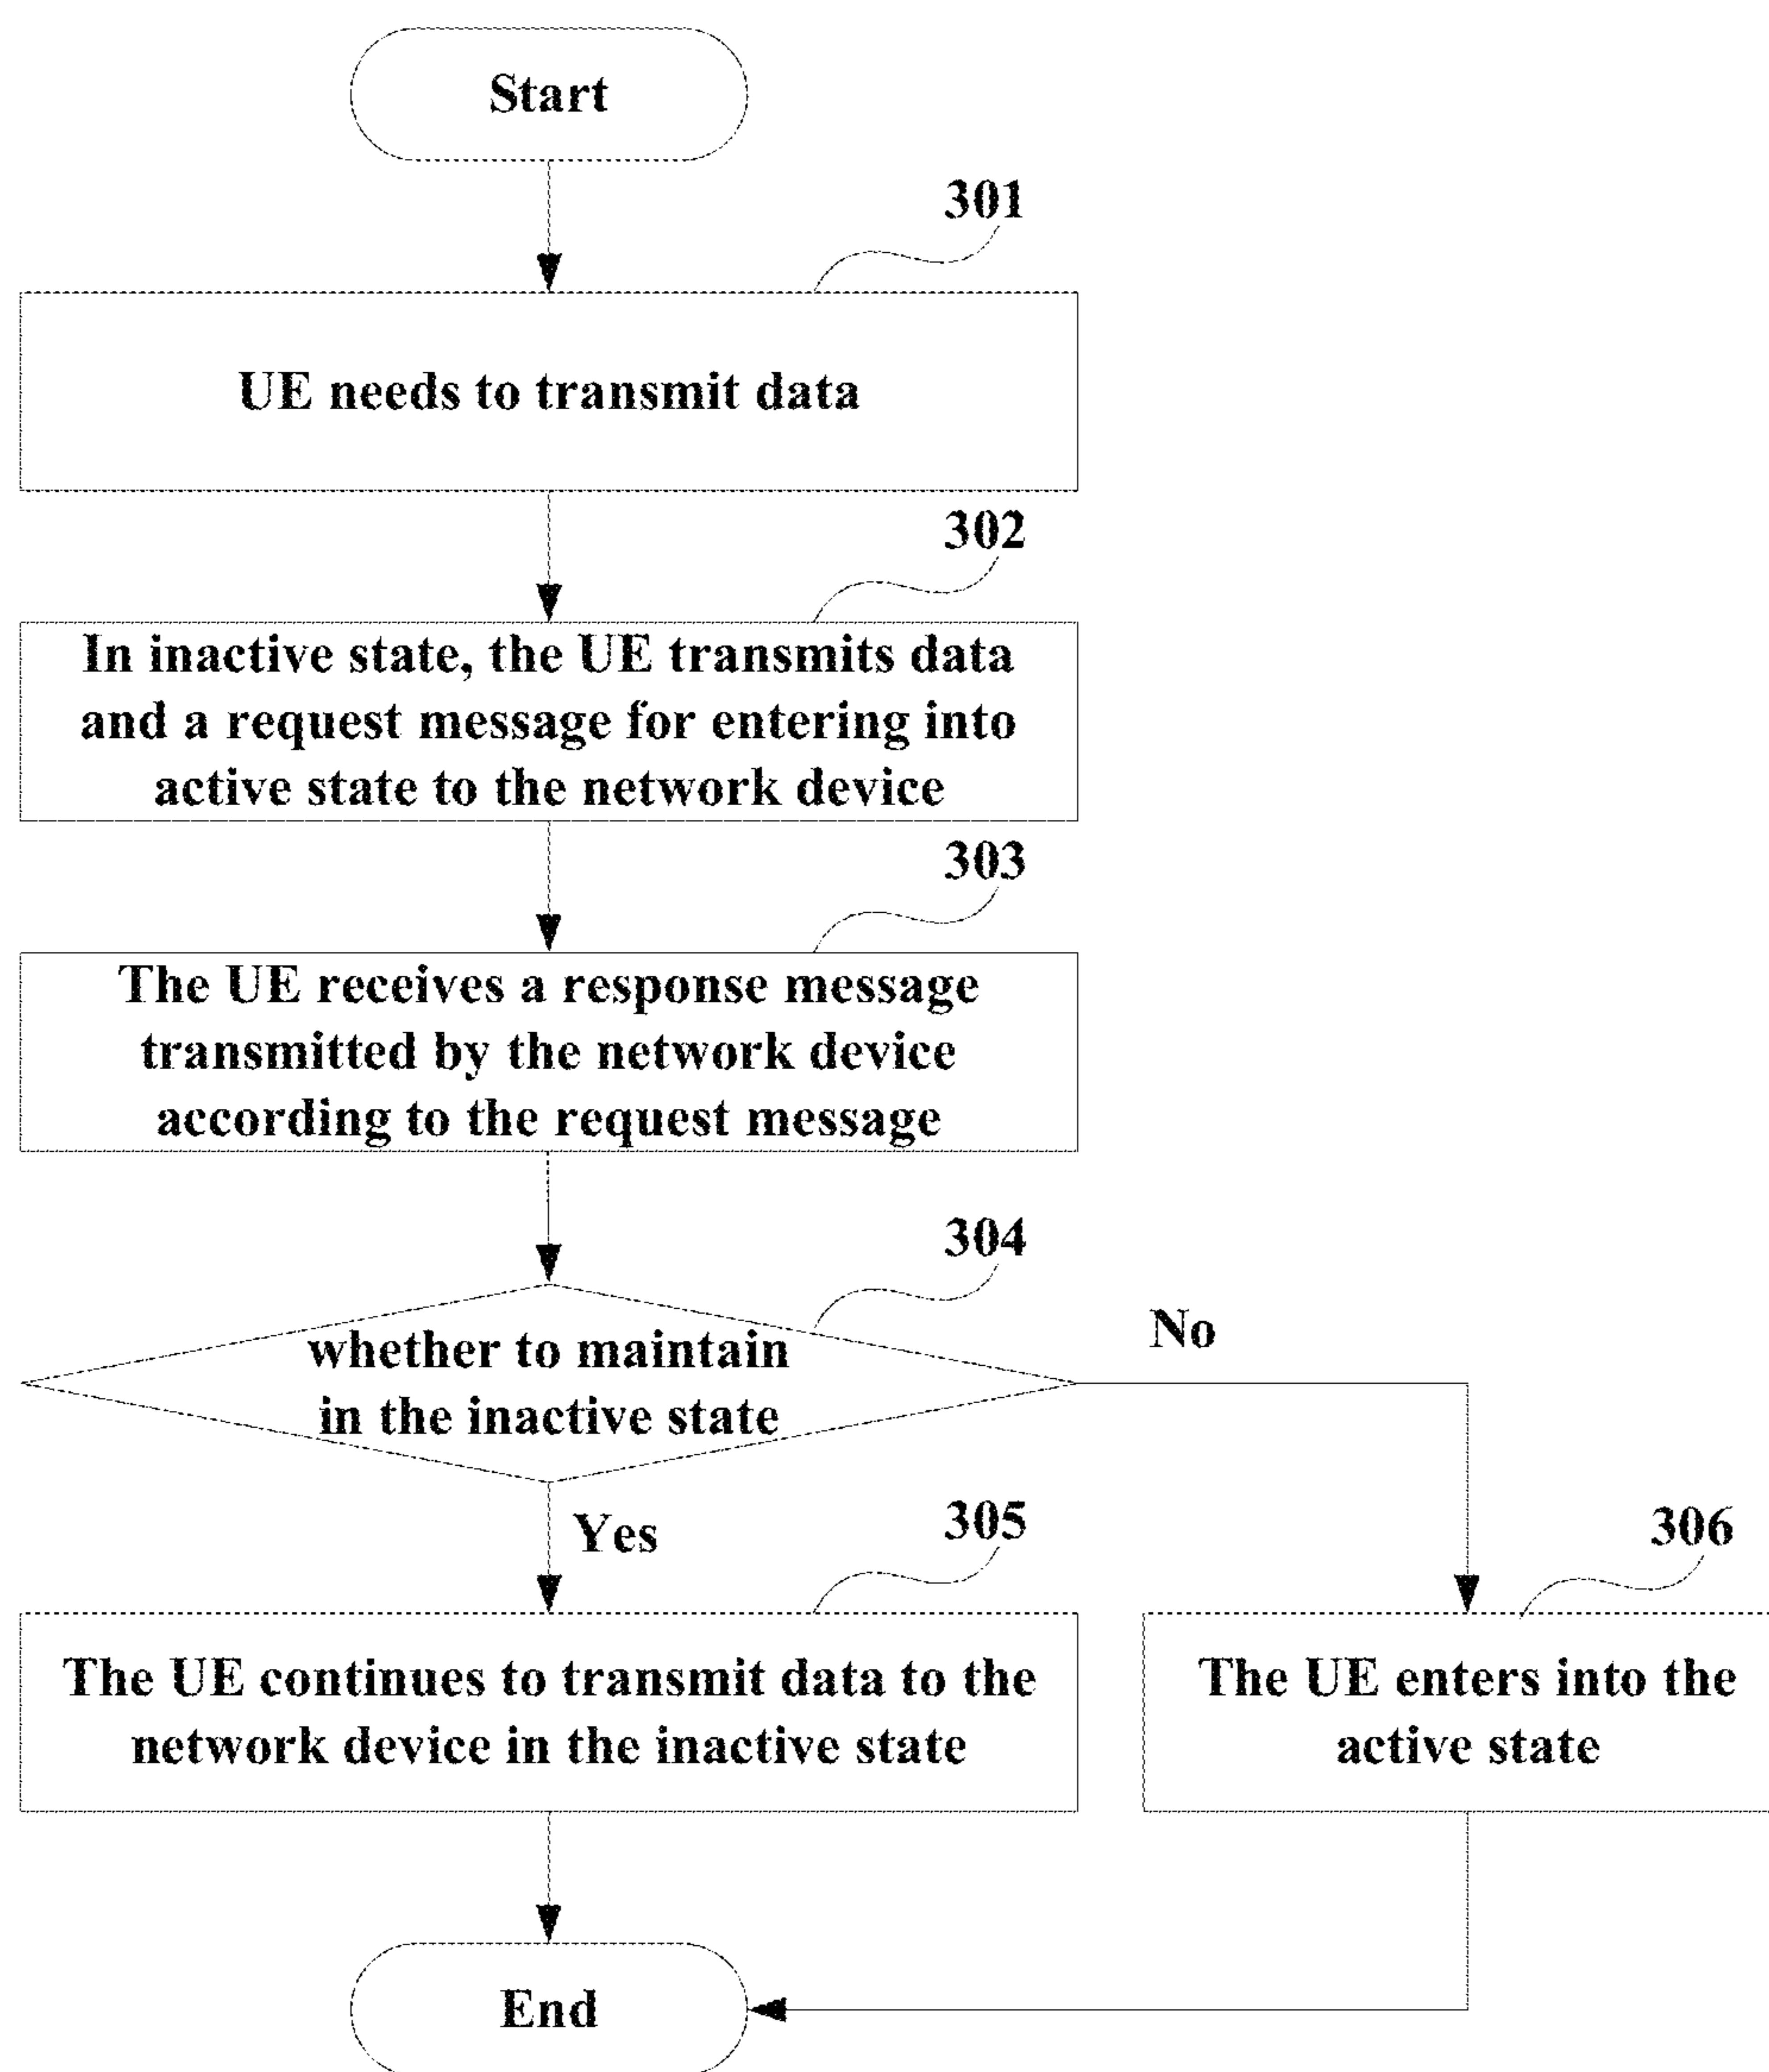 Start
301
UE needs to transmit data
302
In inactive state, the UE transmits data
and a request message for entering into
active state to the network device
303
The UE receives a response message
transmitted by the network device
according to the request message
304
whether to maintain
in the inactive state
No
Yes
305
306
The UE continues to transmit data to the
network device in the inactive state
The UE enters into the
active state
End